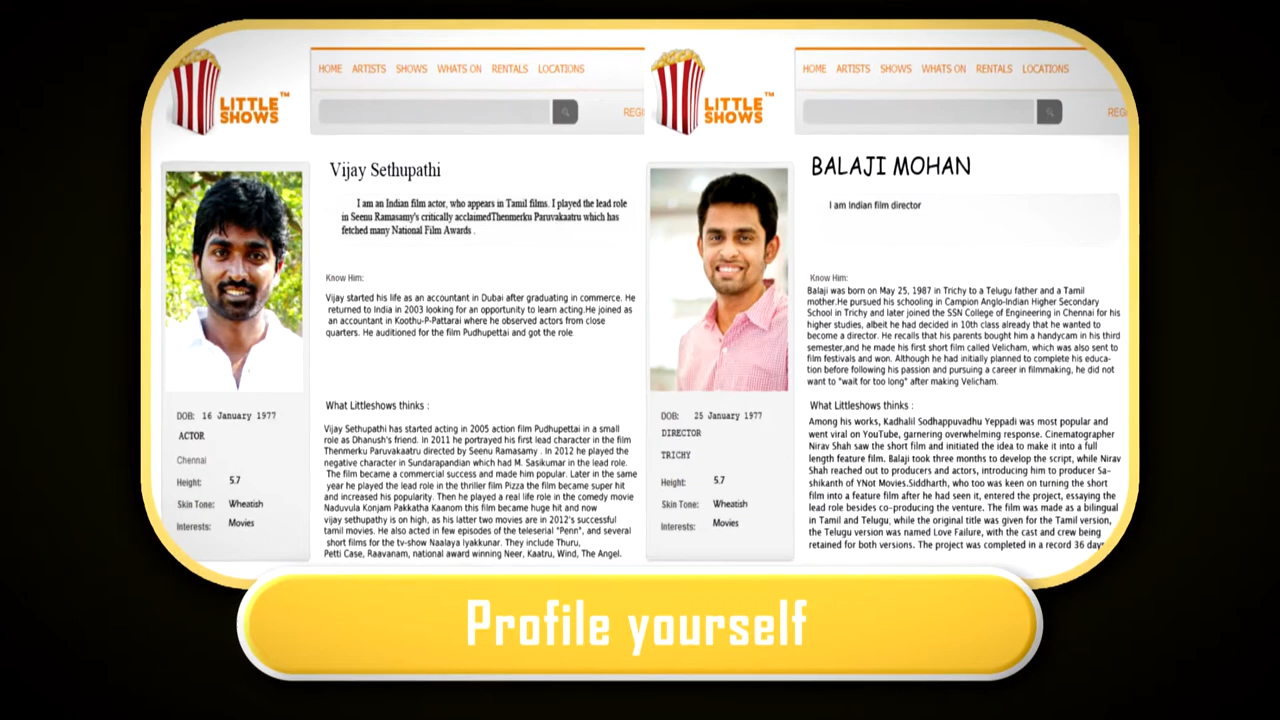 HOME ARTISTS SHOWS WHATS ON RENTALS LOCATIONS
LITTLE
SHOWS
TM
Vijay Sethupathi
I am an Indian film actor, who appears in Tamil films. I played the lead role
in Seenu Ramasamy's critically acclaimedThenmerku Paruvakaatru which has
fetched many National Film Awards .
Know Him:
Vijay started his life as an accountant in Dubai after graduating in commerce. He
returned to India in 2003 looking for an opportunity to learn acting.He joined as
an accountant in Koothu-P-Pattarai where he observed actors from close
quarters. He auditioned for the film Pudhupettai and got the role
DOB: 16 January 1977
ACTOR
Chennai
Height: 5.7
Skin Tone: Wheatish
Interests: Movies
What Littleshows thinks :
Vijay Sethupathi has started acting in 2005 action film Pudhupettai in a small
role as Dhanush's friend. In 2011 he portrayed his first lead character in the film
Thenmerku Paruvakaatru directed by Seenu Ramasamy . In 2012 he played the
negative character in Sundarapandian which had M. Sasikumar in the lead role.
The film became a commercial success and made him popular. Later in the same
year he played the lead role in the thriller film Pizza the film became super hit
and increased his popularity. Then he played a real life role in the comedy movie
Naduvula Konjam Pakkatha Kaanom this film became huge hit and now
vijay sethupathy is on high, as his latter two movies are in 2012's successful
tamil movies. He also acted in few episodes of the teleserial "Penn", and several
short films for the tv-show Naalaya Iyakkunar. They include Thuru,
Petti Case, Raavanam, national award winning Neer, Kaatru, Wind, The Angel.
HOME ARTISTS SHOWS WHATS ON RENTALS LOCATIONS
LITTLE
SHOWS
TM
BALAJI MOHAN
I am Indian film director
Know Him:
Balaji was born on May 25, 1987 in Trichy to a Telugu father and a Tamil
mother.He pursued his schooling in Campion Anglo-Indian Higher Secondary
School in Trichy and later joined the SSN College of Engineering in Chennai for his
higher studies, albeit he had decided in 10th class already that he wanted to
become a director. He recalls that his parents bought him a handycam in his third
semester,and he made his first short film called Velicham, which was also sent to
film festivals and won. Although he had initially planned to complete his educa-
tion before following his passion and pursuing a career in filmmaking, he did not
want to "wait for too long" after making Velicham.
DOB: 25 January 1977
DIRECTOR
TRICHY
Height: 5.7
Skin Tone: Wheatish
Interests: Movies
What Littleshows thinks :
Among his works, Kadhalil Sodhappuvadhu Yeppadi was most popular and
went viral on YouTube, garnering overwhelming response. Cinematographer
Nirav Shah saw the short film and initiated the idea to make it into a full
length feature film. Balaji took three months to develop the script, while Nirav
Shah reached out to producers and actors, introducing him to producer Sa-
shikanth of YNot Movies.Siddharth, who too was keen on turning the short
film into a feature film after he had seen it, entered the project, essaying the
lead role besides co-producing the venture. The film was made as a bilingual
in Tamil and Telugu, while the original title was given for the Tamil version,
the Telugu version was named Love Failure, with the cast and crew being
retained for both versions. The project was completed in a record 36 days
Profile yourself